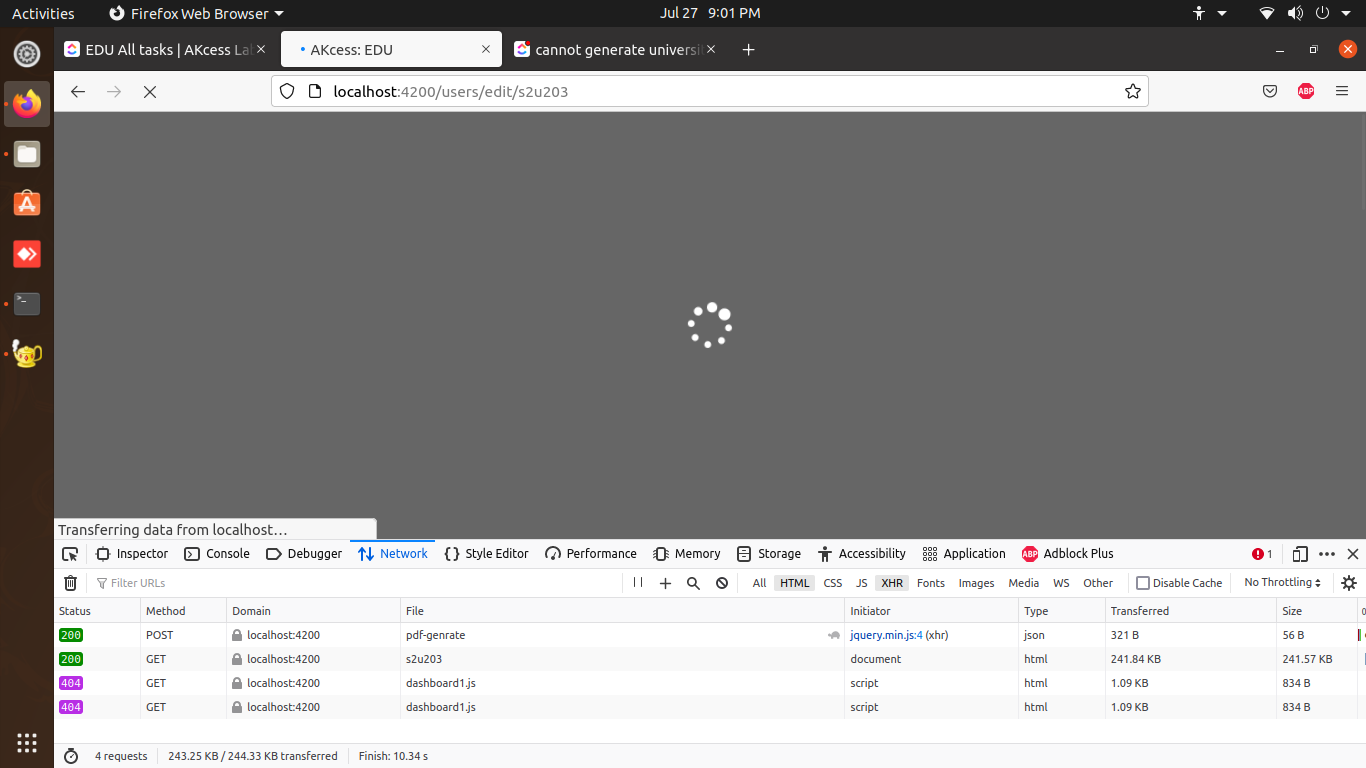 Activities Firefox Web Browser Jul 27 9:01 PM
EDU All tasks | AKcess La AKcess: EDU cannot generate universi
localhost:4200/users/edit/s2u203 ABP
Transferring data from localhost…
Inspector Console Debugger Network Style Editor Performance Memory Storage Accessibility Application ABP Adblock Plus 1
Filter URLs All HTML CSS JS XHR Fonts Images Media WS Other Disable Cache No Throttling
Status Method Domain File Initiator Type Transferred Size 0
200 POST localhost:4200 pdf-genrate jquery.min.js:4 (xhr) json 321 B 56 B
200 GET localhost:4200 s2u203 document html 241.84 KB 241.57 KB
404 GET localhost:4200 dashboard1.js script html 1.09 KB 834 B
404 GET localhost:4200 dashboard1.js script html 1.09 KB 834 B
4 requests 243.25 KB / 244.33 KB transferred Finish: 10.34 s